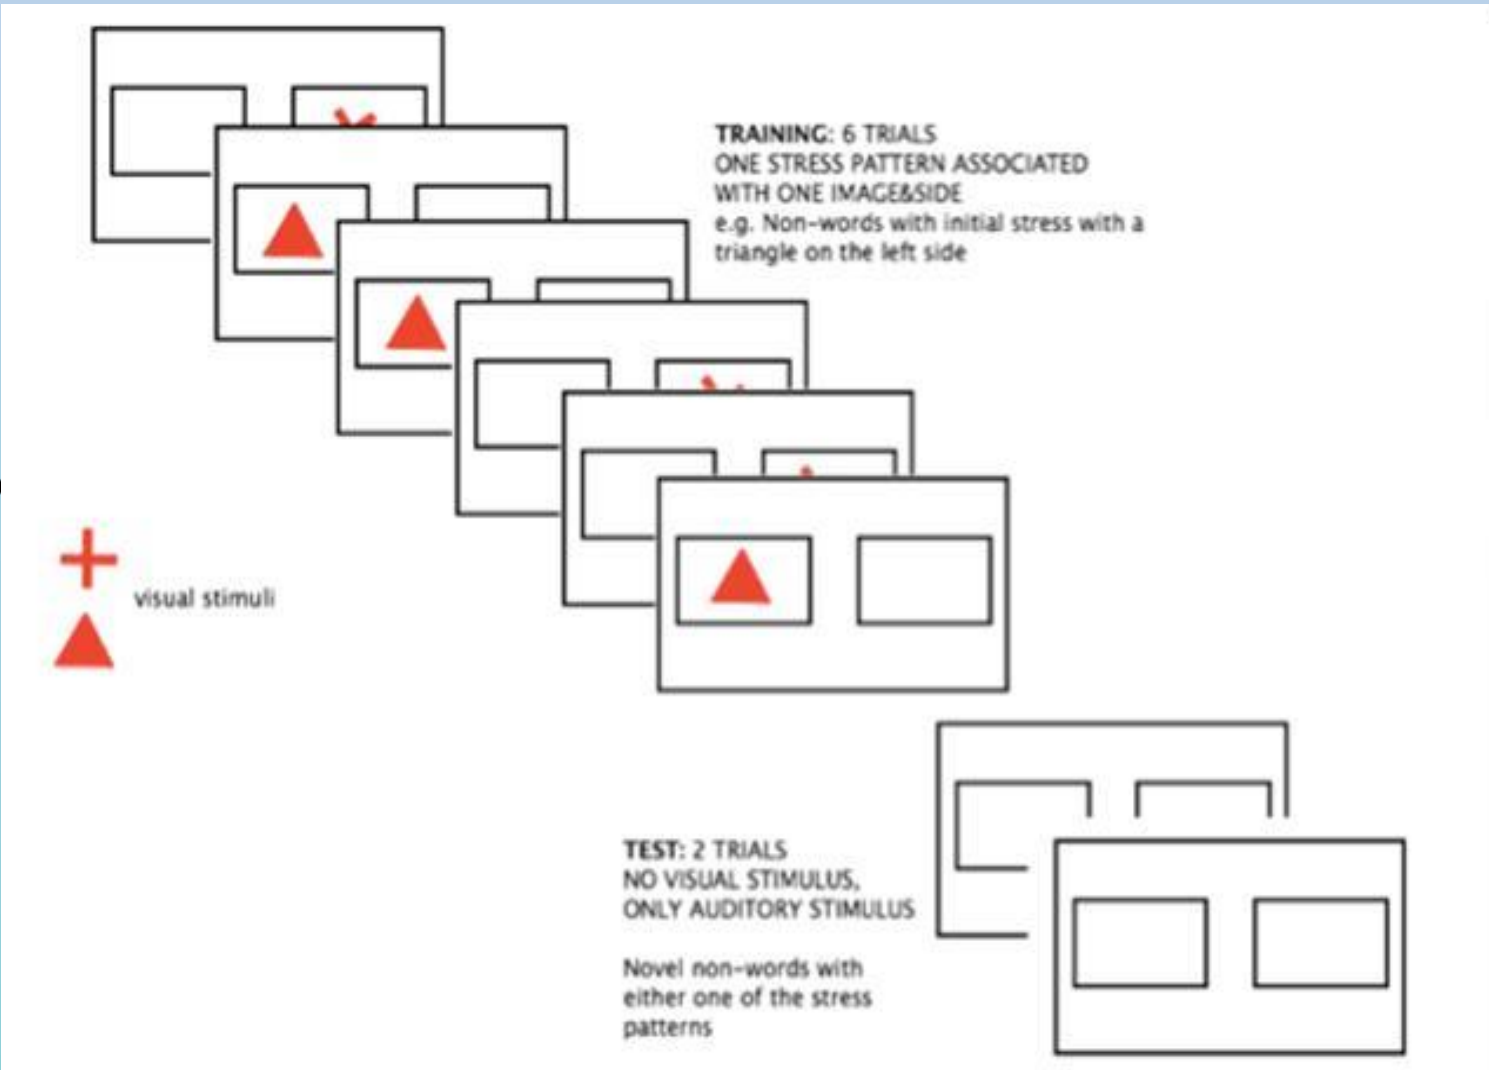 TRAINING: 6 TRIALS
ONE STRESS PATTERN ASSOCIATED
WITH ONE IMAGE&SIDE
e.g. Non-words with initial stress with a
triangle on the left side
visual stimuli
TEST: 2 TRIALS
NO VISUAL STIMULUS,
ONLY AUDITORY STIMULUS
Novel non-words with
either one of the stress
patterns